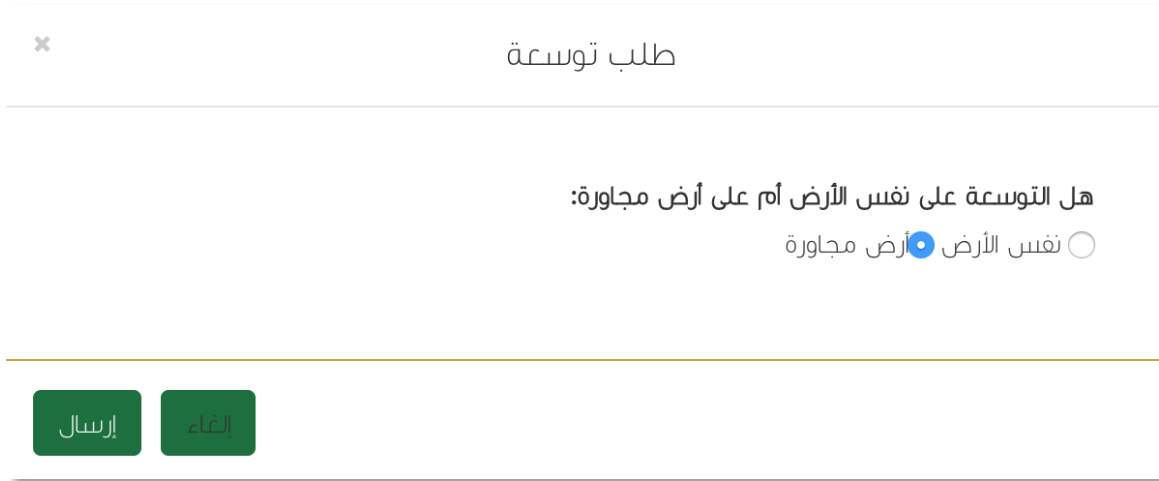 طلب توسعة
هل التوسعة على نفس الأرض أم على أرض مجاورة:
نفس الأرض أرض مجاورة
إلغاء إرسال